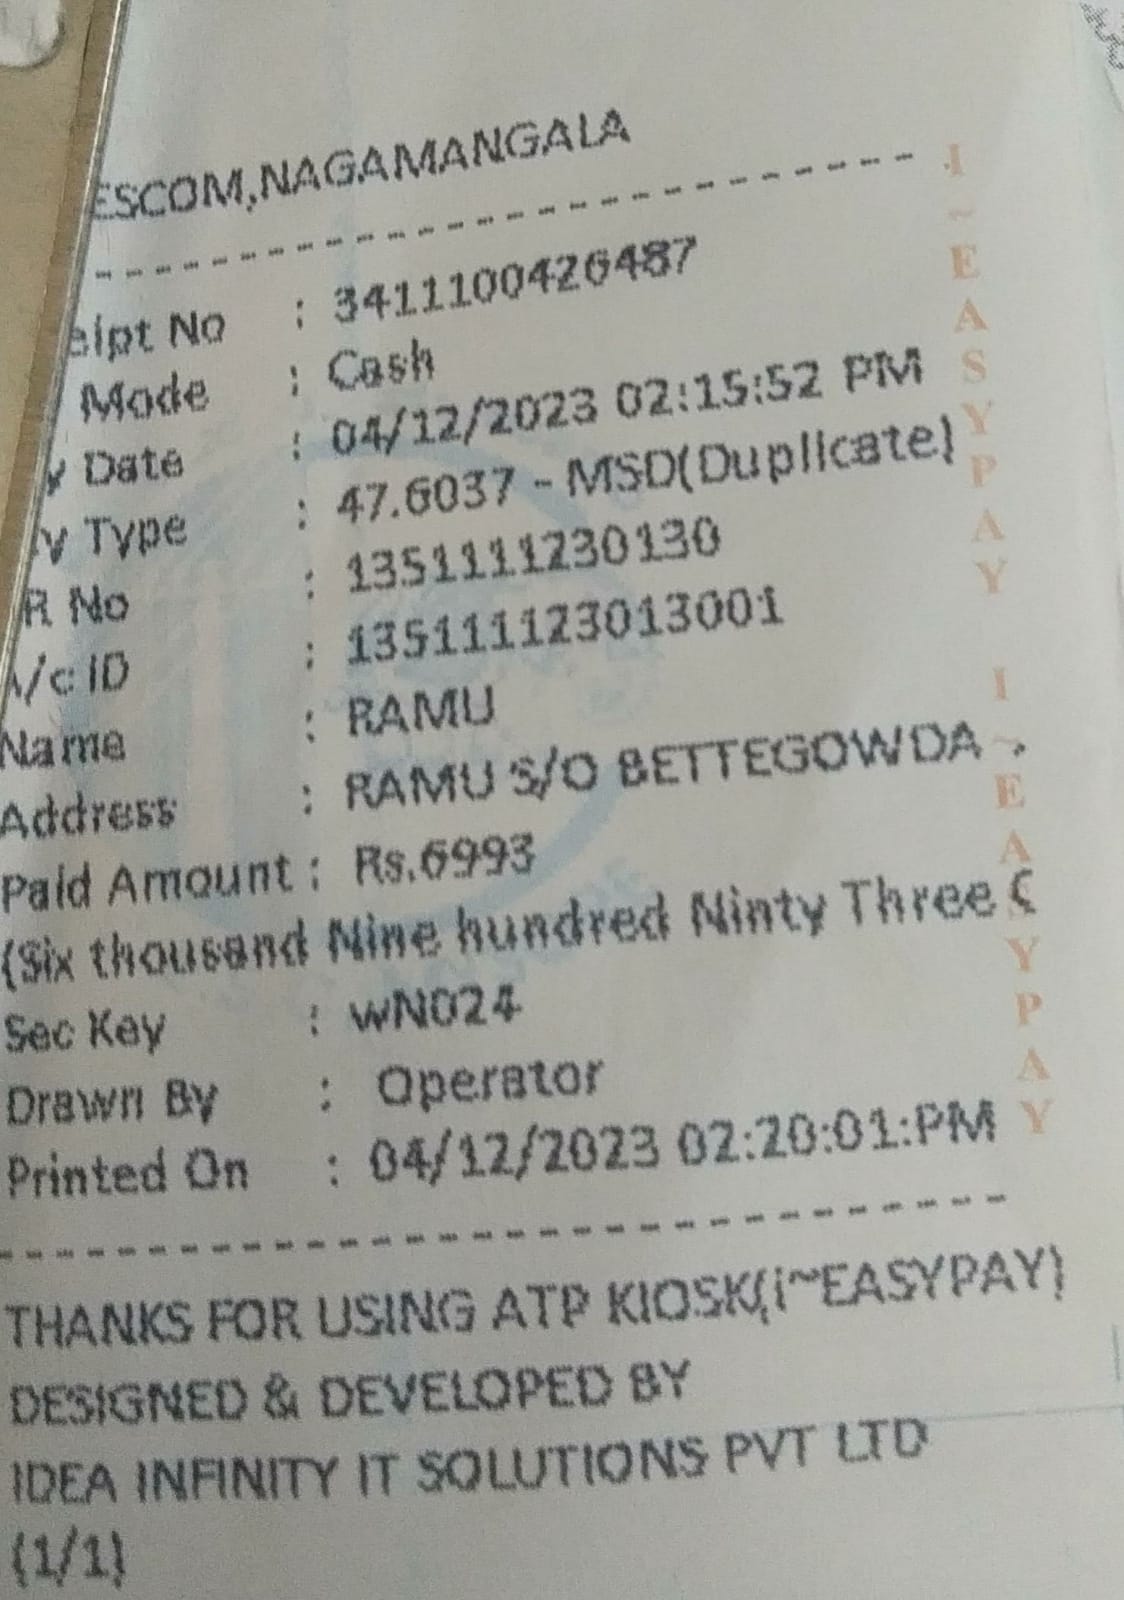 ESCOM,NAGAMANGALA
eipt No : 3411100426487
Mode : Cash
y Date : 04/12/2023 02:15:52 PM
y Type : 47.6037 - MSD(Duplicate)
R No : 1351111230130
A/c ID : 135111123013001
Name : RAMU
Address : RAMU S/O BETTEGOWDA ,
Paid Amount : Rs.6993
(Six thousand Nine hundred Ninty Three
Sec Key : WN024
Drawn By : Operator
Printed On : 04/12/2023 02:20:01:PM
THANKS FOR USING ATP KIOSK(i~EASYPAY)
DESIGNED & DEVELOPED BY
IDEA INFINITY IT SOLUTIONS PVT LTD
(1/1)
I~EASYPAY I~EASYPAY